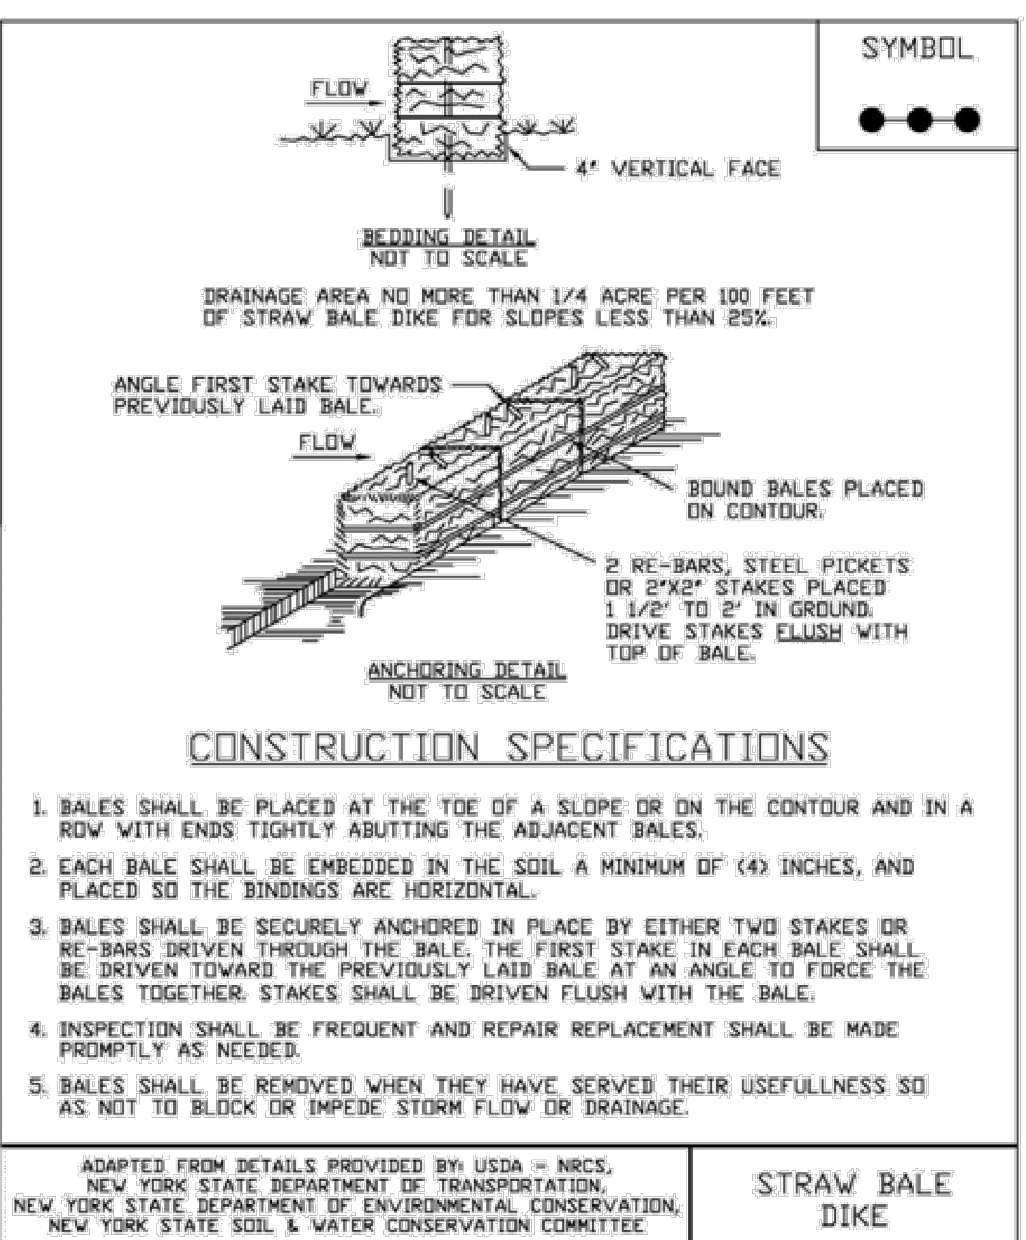 SYMBOL
FLOW
4" VERTICAL FACE
BEDDING DETAIL
NOT TO SCALE
DRAINAGE AREA NO MORE THAN 1/4 ACRE PER 100 FEET
OF STRAW BALE DIKE FOR SLOPES LESS THAN 25%.
ANGLE FIRST STAKE TOWARDS
PREVIOUSLY LAID BALE.
FLOW
BOUND BALES PLACED
ON CONTOUR.
2 RE-BARS, STEEL PICKETS
OR 2"X2" STAKES PLACED
1 1/2' TO 2' IN GROUND.
DRIVE STAKES FLUSH WITH
TOP OF BALE.
ANCHORING DETAIL
NOT TO SCALE
CONSTRUCTION SPECIFICATIONS
1. BALES SHALL BE PLACED AT THE TOE OF A SLOPE OR ON THE CONTOUR AND IN A
ROW WITH ENDS TIGHTLY ABUTTING THE ADJACENT BALES.
2. EACH BALE SHALL BE EMBEDDED IN THE SOIL A MINIMUM OF (4) INCHES, AND
PLACED SO THE BINDINGS ARE HORIZONTAL.
3. BALES SHALL BE SECURELY ANCHORED IN PLACE BY EITHER TWO STAKES OR
RE-BARS DRIVEN THROUGH THE BALE. THE FIRST STAKE IN EACH BALE SHALL
BE DRIVEN TOWARD THE PREVIOUSLY LAID BALE AT AN ANGLE TO FORCE THE
BALES TOGETHER. STAKES SHALL BE DRIVEN FLUSH WITH THE BALE.
4. INSPECTION SHALL BE FREQUENT AND REPAIR REPLACEMENT SHALL BE MADE
PROMPTLY AS NEEDED.
5. BALES SHALL BE REMOVED WHEN THEY HAVE SERVED THEIR USEFULLNESS SO
AS NOT TO BLOCK OR IMPEDE STORM FLOW OR DRAINAGE.
ADAPTED FROM DETAILS PROVIDED BY: USDA - NRCS,
NEW YORK STATE DEPARTMENT OF TRANSPORTATION,
NEW YORK STATE DEPARTMENT OF ENVIRONMENTAL CONSERVATION,
NEW YORK STATE SOIL & WATER CONSERVATION COMMITTEE
STRAW BALE
DIKE